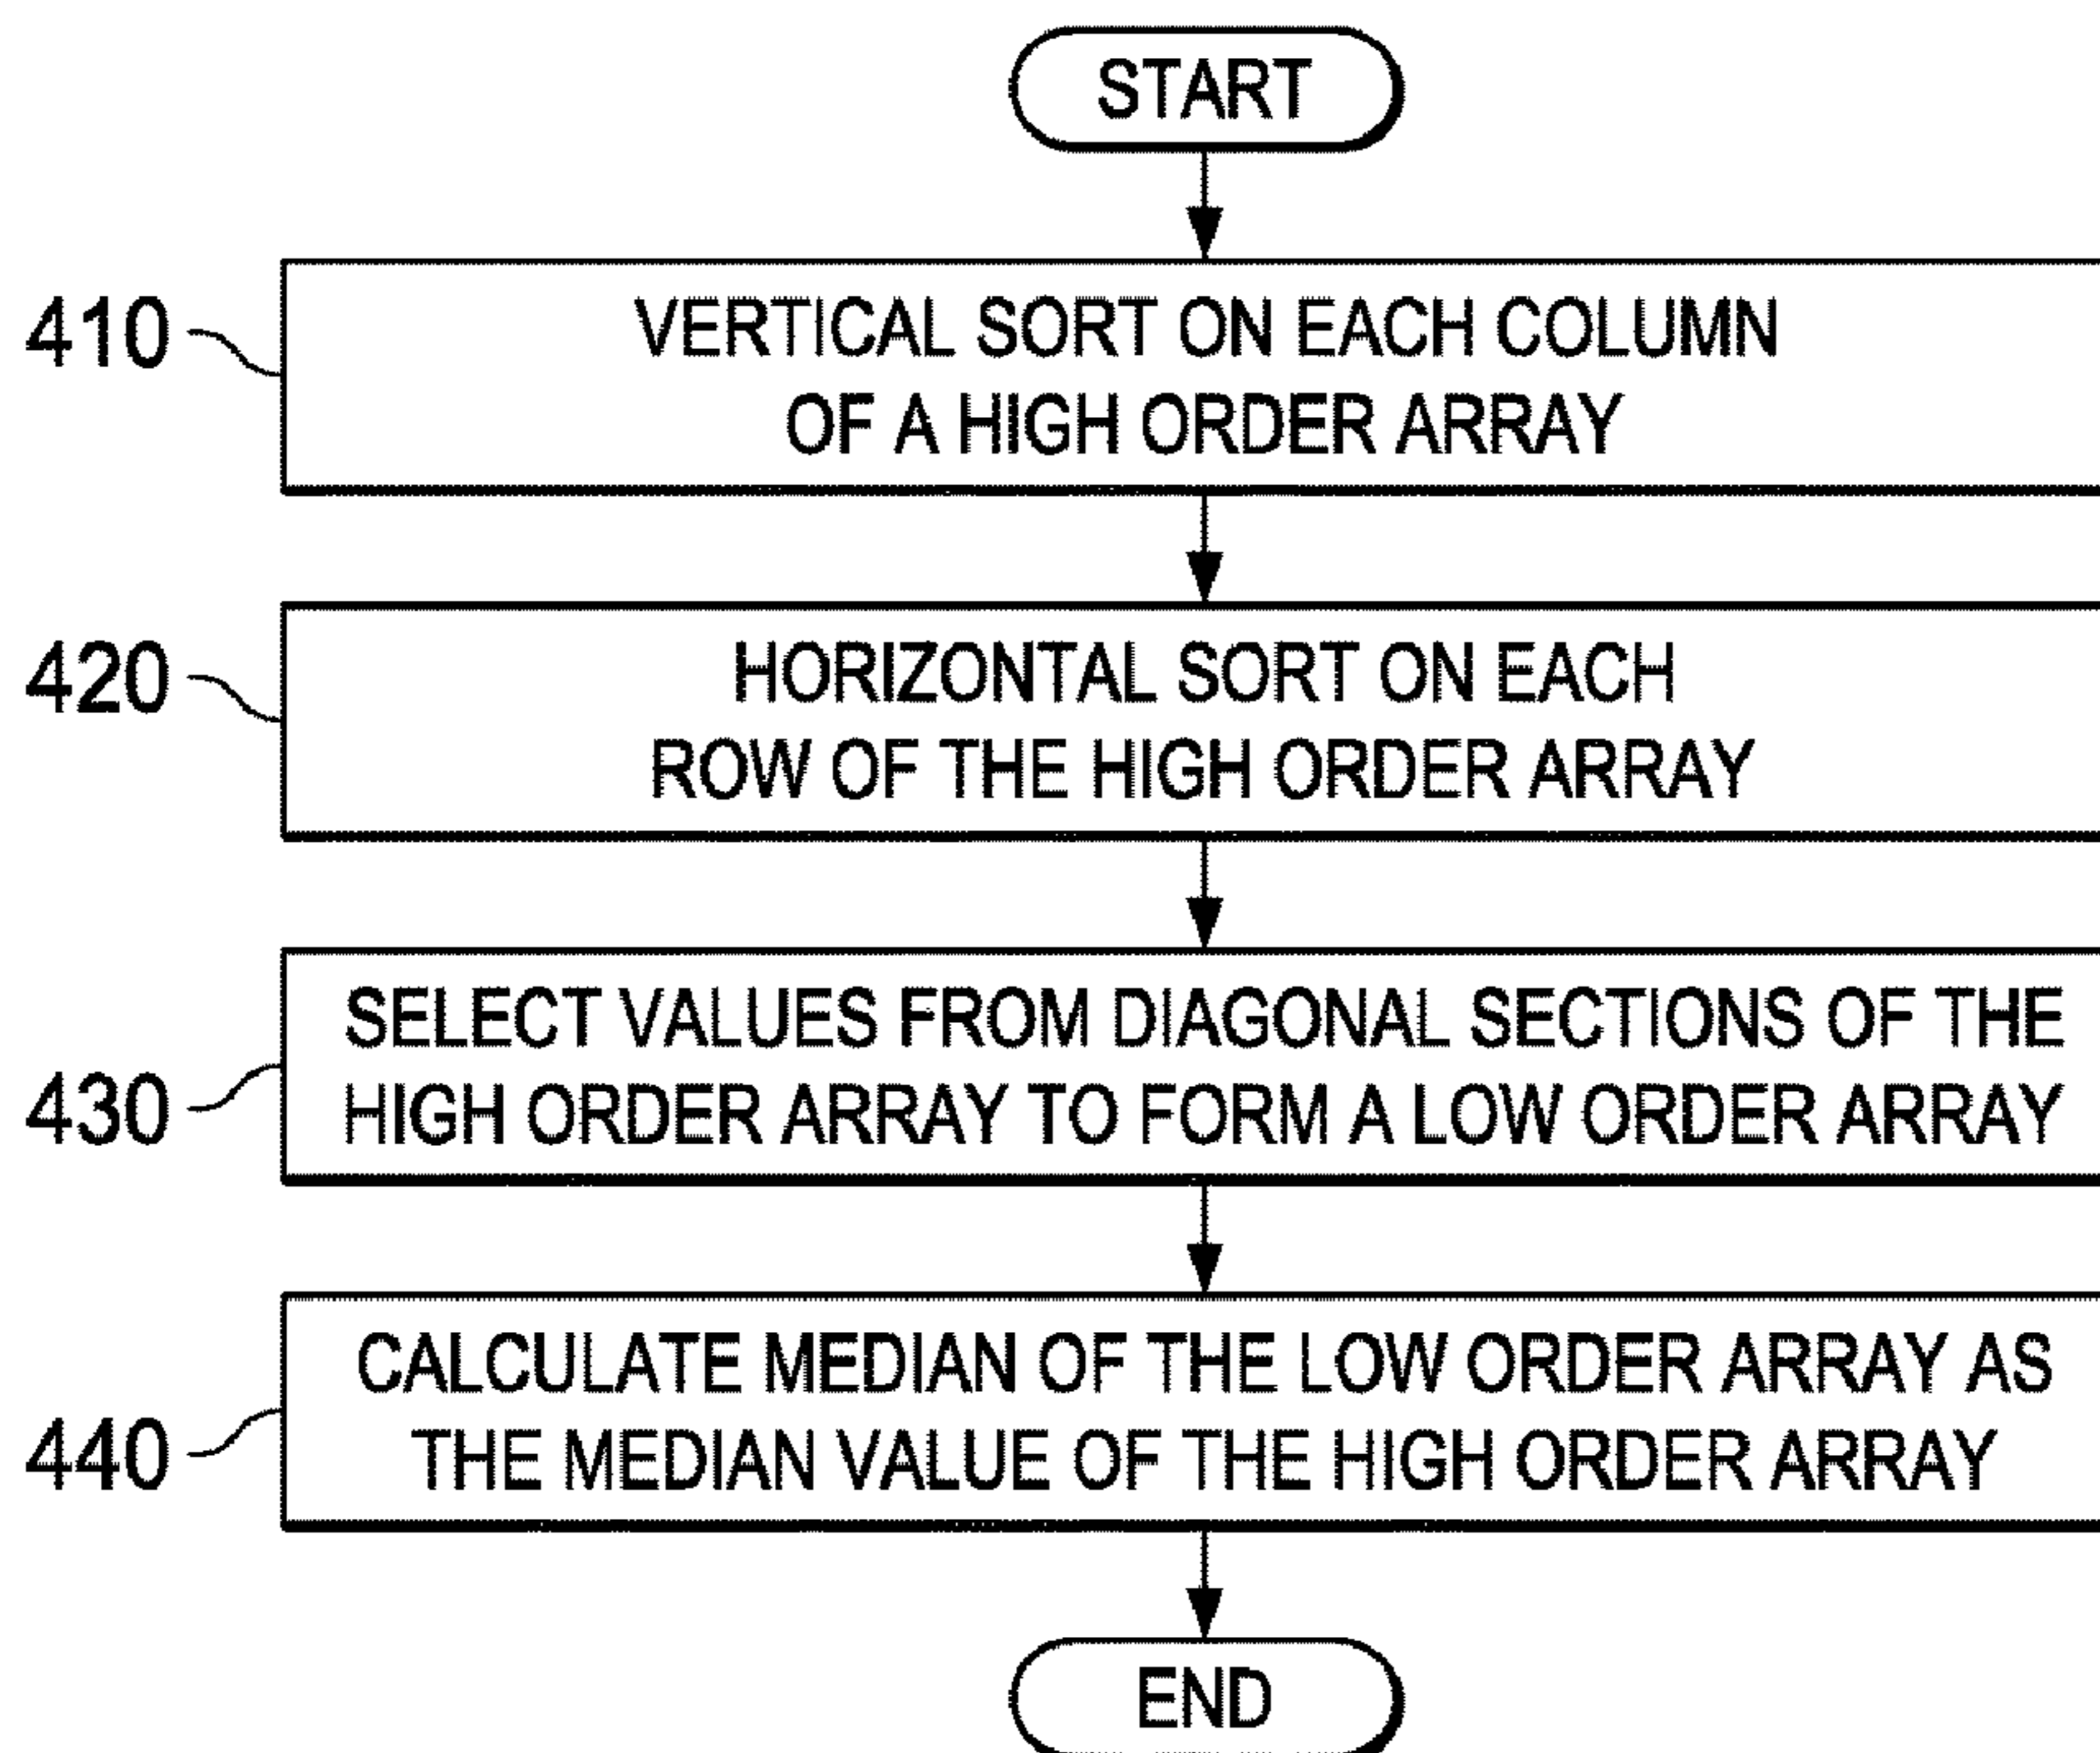 START
410
VERTICAL SORT ON EACH COLUMN
OF A HIGH ORDER ARRAY
420
HORIZONTAL SORT ON EACH
ROW OF THE HIGH ORDER ARRAY
430
SELECT VALUES FROM DIAGONAL SECTIONS OF THE
HIGH ORDER ARRAY TO FORM A LOW ORDER ARRAY
440
CALCULATE MEDIAN OF THE LOW ORDER ARRAY AS
THE MEDIAN VALUE OF THE HIGH ORDER ARRAY
END